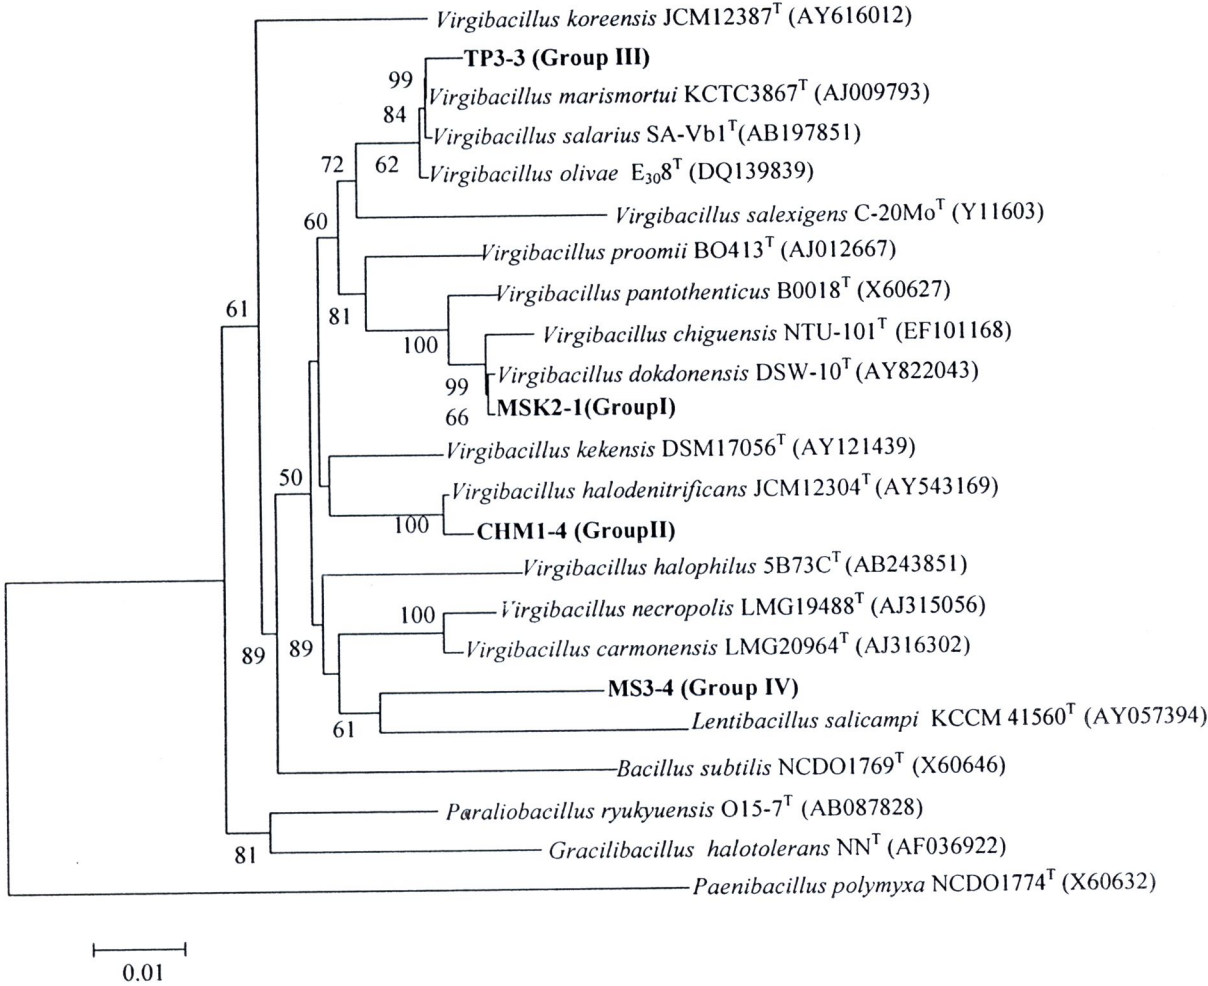 Virgibacillus koreensis JCM12387T (AY616012)
TP3-3 (Group III)
99
Virgibacillus marismortui KCTC3867T (AJ009793)
84
Virgibacillus salarius SA-Vb1T(AB197851)
72
62
Virgibacillus olivae E308T (DQ139839)
Virgibacillus salexigens C-20MoT (Y11603)
60
Virgibacillus proomii BO413T (AJ012667)
Virgibacillus pantothenticus B0018T (X60627)
61
81
Virgibacillus chiguensis NTU-101T (EF101168)
100
Virgibacillus dokdonensis DSW-10T (AY822043)
99
MSK2-1(GroupI)
66
Virgibacillus kekensis DSM17056T (AY121439)
50
Virgibacillus halodenitrificans JCM12304T (AY543169)
100
CHM1-4 (GroupII)
Virgibacillus halophilus 5B73CT (AB243851)
100
Virgibacillus necropolis LMG19488T (AJ315056)
89
89
Virgibacillus carmonensis LMG20964T (AJ316302)
MS3-4 (Group IV)
Lentibacillus salicampi KCCM 41560T (AY057394)
61
Bacillus subtilis NCDO1769T (X60646)
Paraliobacillus ryukyuensis O15-7T (AB087828)
81
Gracilibacillus halotolerans NNT (AF036922)
Paenibacillus polymyxa NCDO1774T (X60632)
0.01